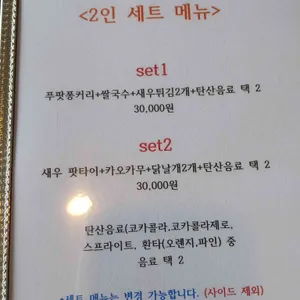 <2인 세트 메뉴>
set1
푸팟퐁커리+쌀국수+새우튀김2개+탄산음료 택 2
30,000원
set2
새우 팟타이+카오카무+닭날개2개+탄산음료 택 2
30,000원
탄산음료(코카콜라.코카콜라제로,
스프라이트. 환타(오렌지.파인) 중
음료 택 2
*세트 메뉴는 변경 가능합니다. (사이드 제외)